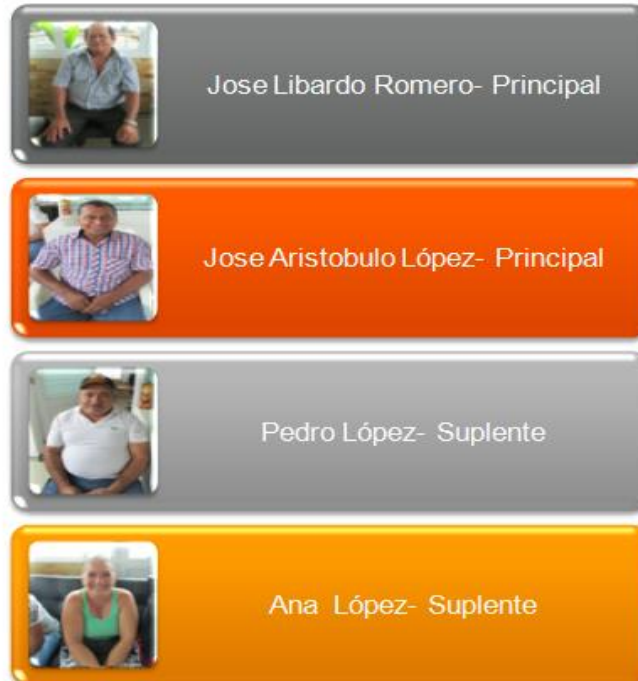 Jose Libardo Romero- Principal
Jose Aristobulo López- Principal
Pedro López- Suplente
Ana López- Suplente